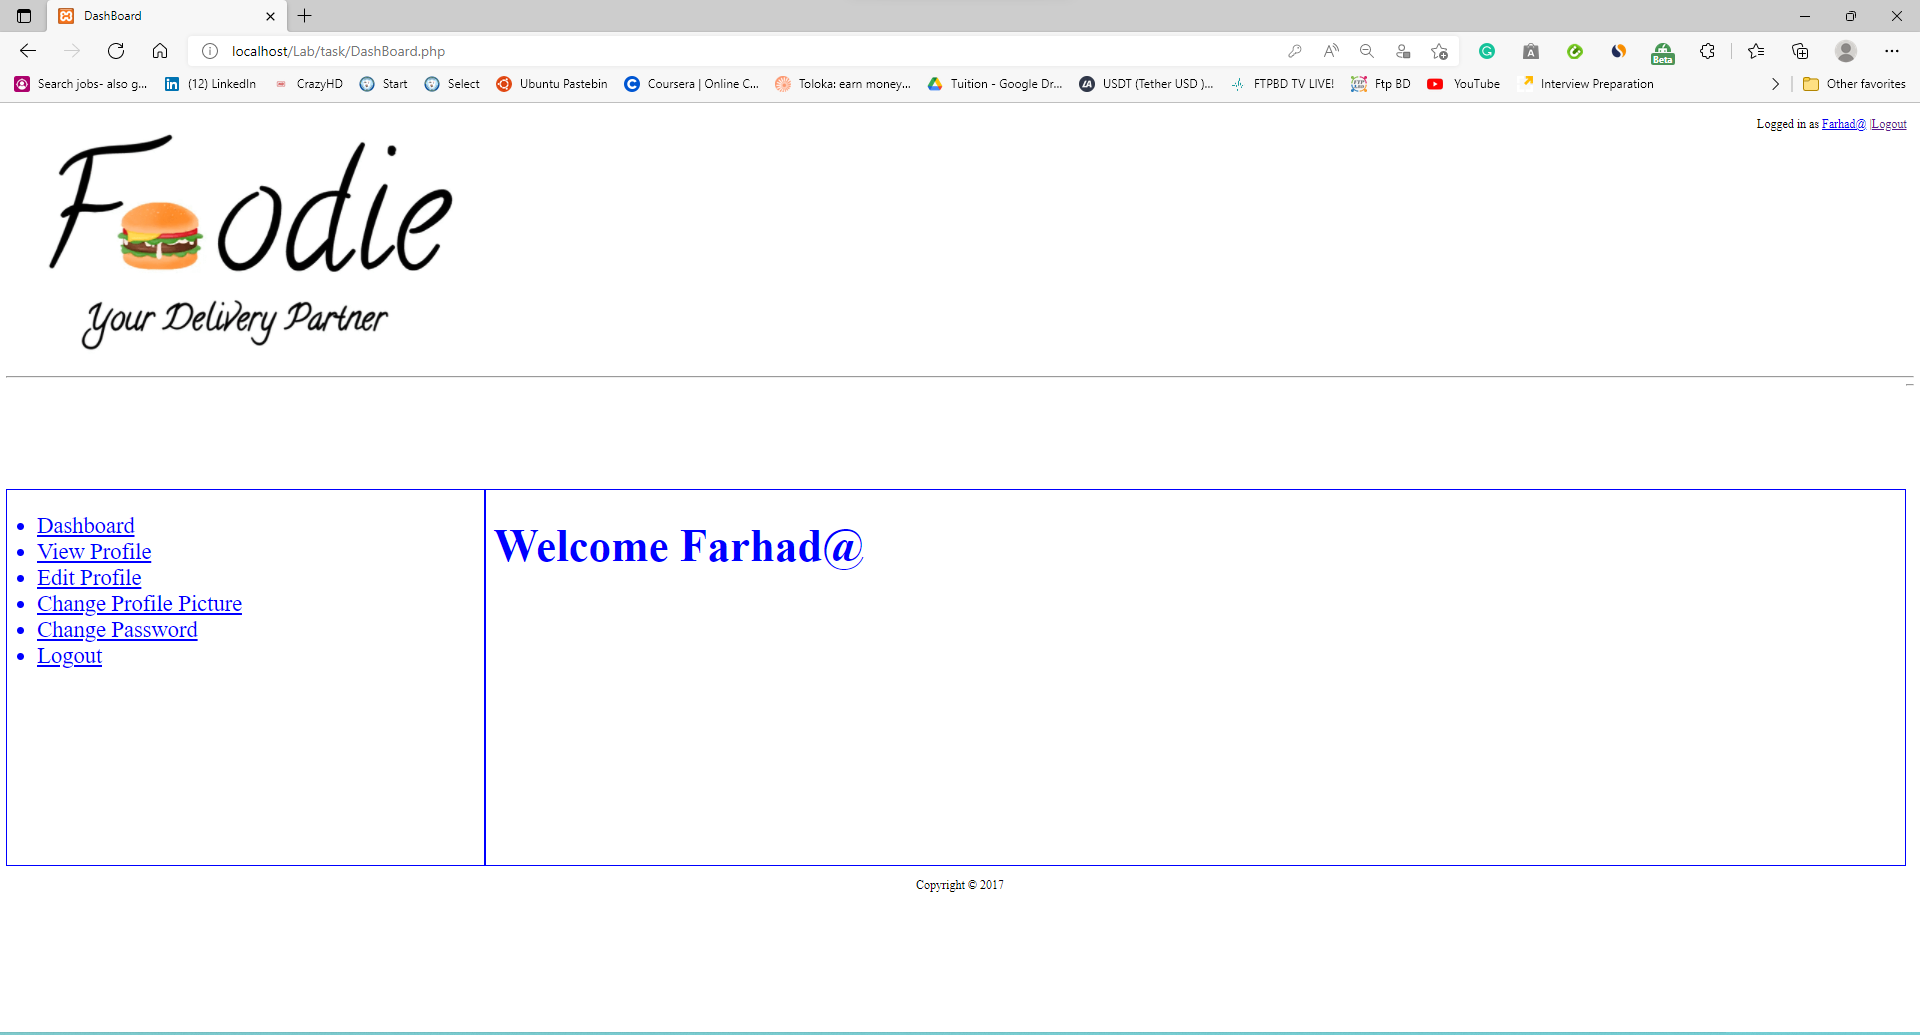 DashBoard
localhost/Lab/task/DashBoard.php
Beta
Search jobs- also g... (12) LinkedIn CrazyHD Start Select Ubuntu Pastebin Coursera | Online C... Toloka: earn money... Tuition - Google Dr... USDT (Tether USD )... FTPBD TV LIVE! Ftp BD YouTube Interview Preparation Other favorites
Logged in as Farhad@ |Logout
Foodie
Your Delivery Partner
Dashboard
View Profile
Edit Profile
Change Profile Picture
Change Password
Logout
Welcome Farhad@
Copyright © 2017